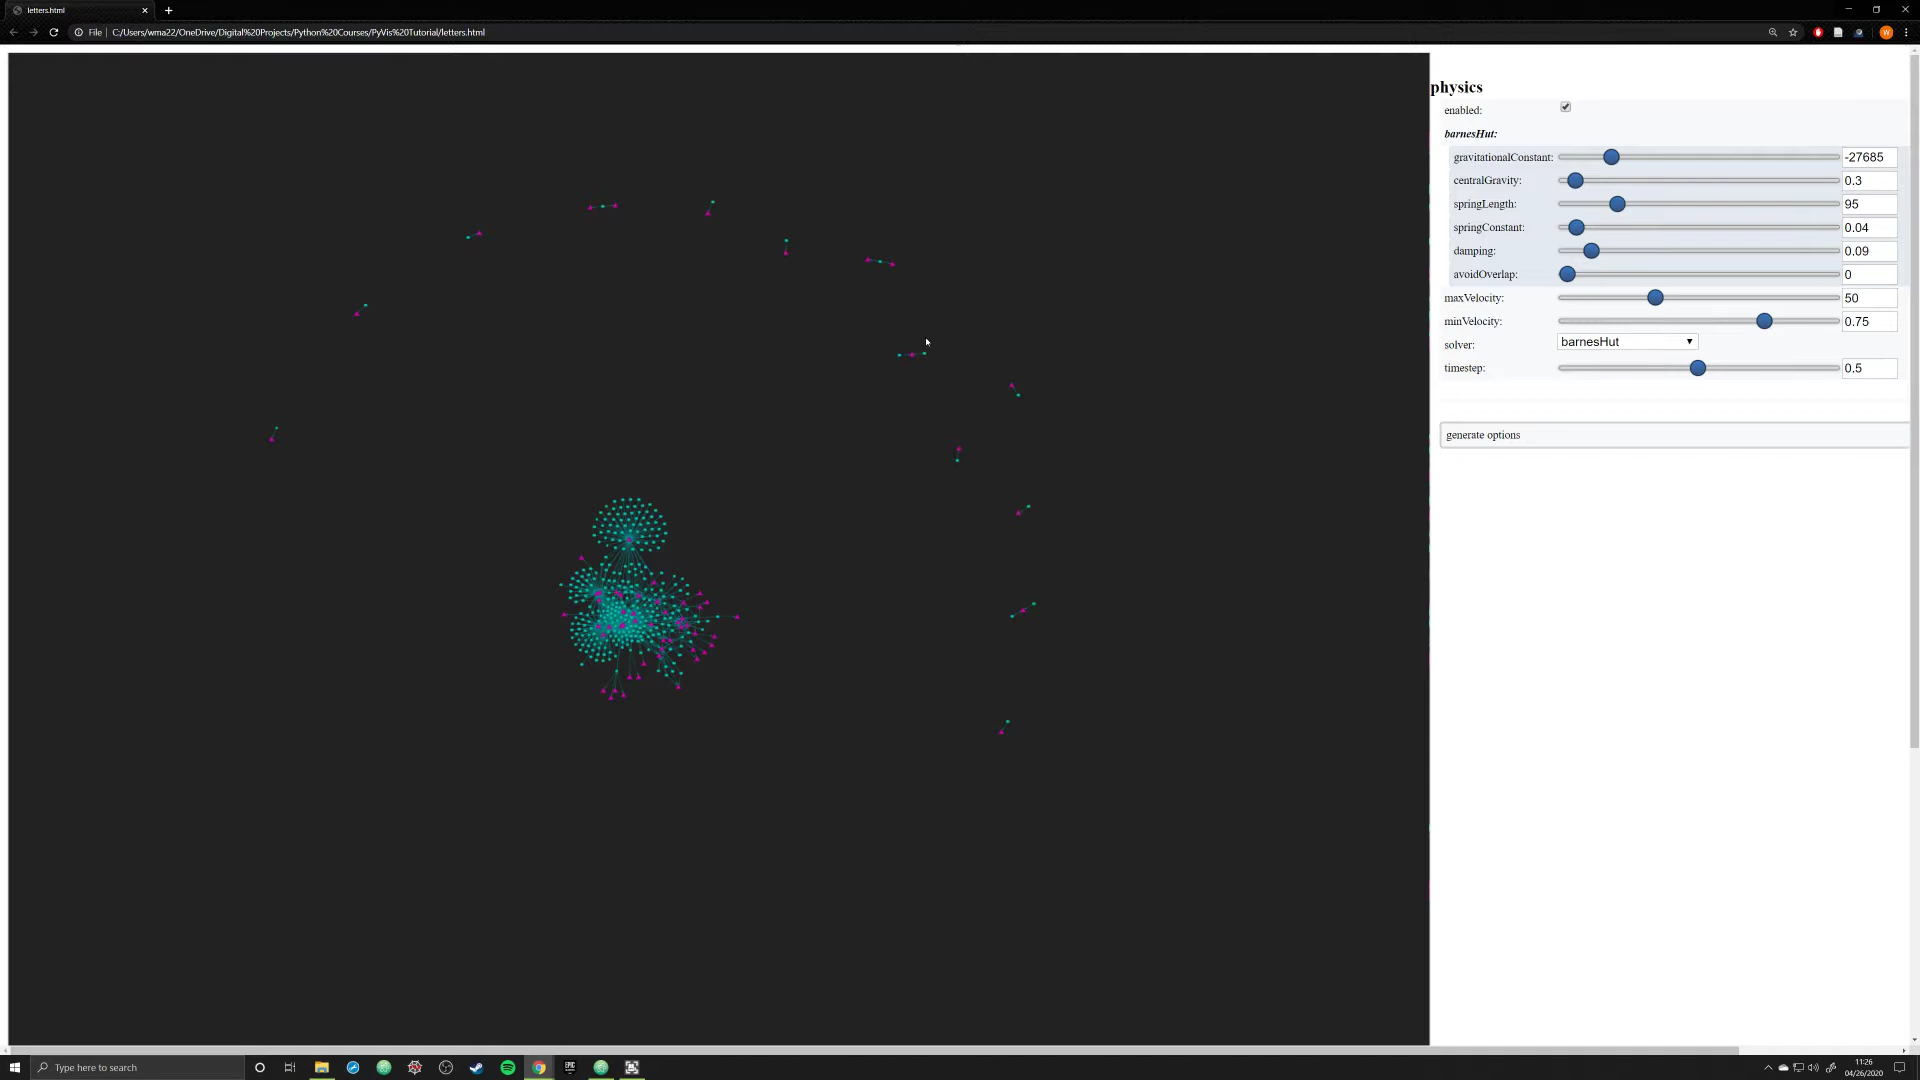 letters.html
File
C:/Users/wma22/OneDrive/Digital%20Projects/Python%20Courses/PyVis%20Tutorial/letters.html
W
physics
enabled:
barnesHut:
gravitationalConstant: -27685
centralGravity: 0.3
springLength: 95
springConstant: 0.04
damping: 0.09
avoidOverlap: 0
maxVelocity: 50
minVelocity: 0.75
solver: barnesHut
timestep: 0.5
generate options
Type here to search
EPIC
11:26
04/26/2020